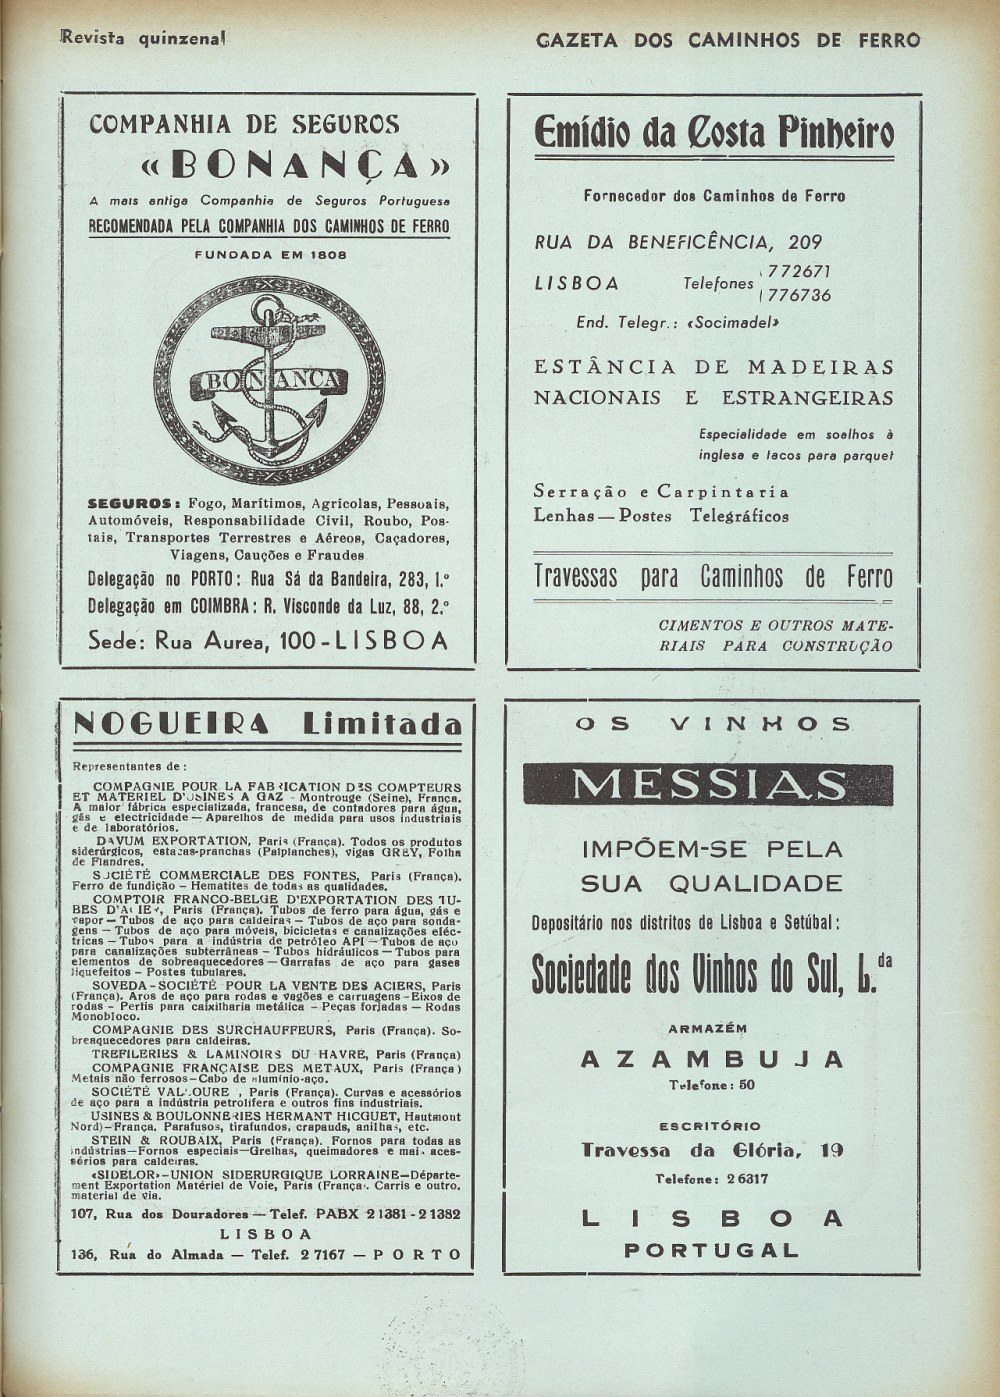 Revista quinzenal
GAZETA DOS CAMINHOS DE FERRO
COMPANHIA DE SEGUROS
«BONANÇA»
A mais antiga Companhia de Seguros Portuguesa
RECOMENDADA PELA COMPANHIA DOS CAMINHOS DE FERRO
FUNDADA EM 1808
BONANÇA
SEGUROS: Fogo, Marítimos, Agrícolas, Pessoais,
Automóveis, Responsabilidade Civil, Roubo, Pos-
tais, Transportes Terrestres e Aéreos, Caçadores,
Viagens, Cauções e Fraudes
Delegação no PORTO: Rua Sá da Bandeira, 283, 1.º
Delegação em COIMBRA: R. Visconde da Luz, 88, 2.º
Sede: Rua Aurea, 100-LISBOA
Emídio da Costa Pinheiro
Fornecedor dos Caminhos de Ferro
RUA DA BENEFICÊNCIA, 209
LISBOA Telefones 772671
776736
End. Telegr.: «Socimadel»
ESTÂNCIA DE MADEIRAS
NACIONAIS E ESTRANGEIRAS
Especialidade em soalhos à
inglesa e tacos para parquet
Serração e Carpintaria
Lenhas — Postes Telegráficos
Travessas para Caminhos de Ferro
CIMENTOS E OUTROS MATE-
RIAIS PARA CONSTRUÇÃO
NOGUEIRA Limitada
Representantes de:
COMPAGNIE POUR LA FABRICATION DES COMPTEURS
ET MATERIEL D'USINES A GAZ - Montrouge (Seine), França.
A maior fábrica especializada, francesa, de contadores para água,
gás e electricidade — Aparelhos de medida para usos industriais
e de laboratórios.
DAVUM EXPORTATION, Paris (França). Todos os produtos
siderúrgicos, estacas-pranchas (Palplanches), vigas GREY, Folha
de Flandres.
SOCIÉTÉ COMMERCIALE DES FONTES, Paris (França).
Ferro de fundição – Hematites de todas as qualidades.
COMPTOIR FRANCO-BELGE D'EXPORTATION DES TU-
BES D'ACIER, Paris (França). Tubos de ferro para água, gás e
vapor — Tubos de aço para caldeiras — Tubos de aço para sonda-
gens — Tubos de aço para móveis, bicicletas e canalizações eléc-
tricas — Tubos para a indústria de petróleo API — Tubos de aço
para canalizações subterrâneas — Tubos hidráulicos — Tubos para
elementos de sobreaquecedores — Garrafas de aço para gases
liquefeitos - Postes tubulares.
SOVEDA - SOCIÉTÉ POUR LA VENTE DES ACIERS, Paris
(França). Aros de aço para rodas e vagões e carruagens — Eixos de
rodas - Perfis para caixilharia metálica — Peças forjadas — Rodas
Monobloco.
COMPAGNIE DES SURCHAUFFEURS, Paris (França). So-
breaquecedores para caldeiras.
TREFILERIES & LAMINOIRS DU HAVRE, Paris (França)
COMPAGNIE FRANÇAISE DES METAUX, Paris (França)
Metais não ferrosos — Cabo de alumínio-aço.
SOCIÉTÉ VALLOUREC, Paris (França). Curvas e acessórios
de aço para a indústria petrolífera e outros fins industriais.
USINES & BOULONNERIES HERMANT HICGUET, Hautmont
Nord) — França. Parafusos, tirafundos, crapauds, anilhas, etc.
STEIN & ROUBAIX, Paris (França). Fornos para todas as
indústrias — Fornos especiais — Grelhas, queimadores e mais aces-
sórios para caldeiras.
«SIDELOR» - UNION SIDERURGIQUE LORRAINE — Départe-
ment Exportation Matériel de Voie, Paris (França). Carris e outro.
material de via.
107, Rua dos Douradores — Telef. PABX 21381 - 21382
LISBOA
136, Rua do Almada — Telef. 27167 — PORTO
OS VINHOS
MESSIAS
IMPÕEM-SE PELA
SUA QUALIDADE
Depositário nos distritos de Lisboa e Setúbal:
Sociedade dos Vinhos do Sul, L.da
ARMAZÉM
AZAMBUJA
Telefone: 50
ESCRITÓRIO
Travessa da Glória, 19
Telefone: 26317
LISBOA
PORTUGAL